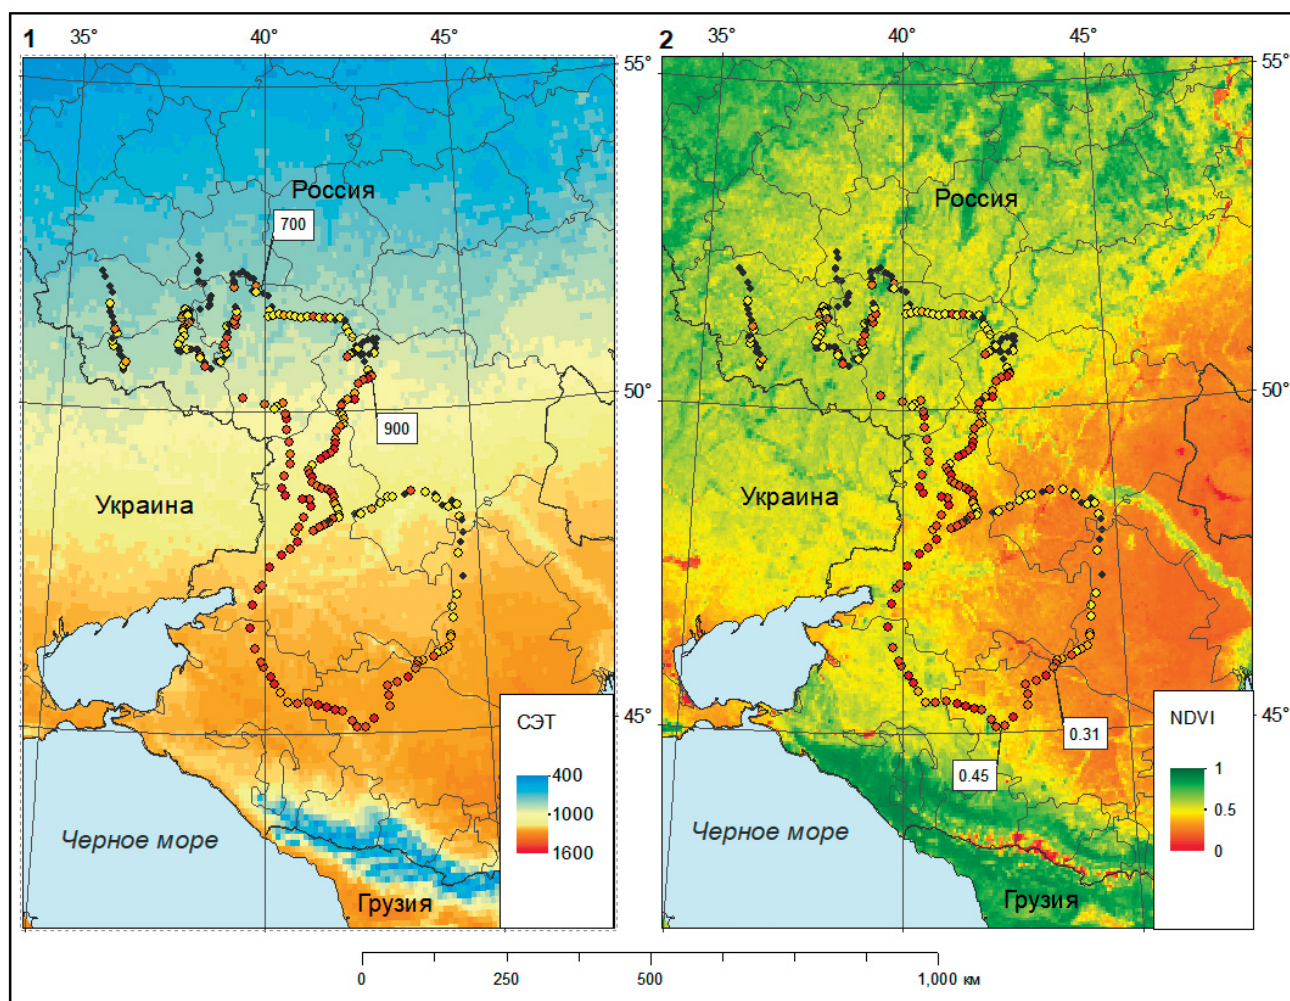 1
35°
40°
45°
2
35°
40°
45°
55°
55°
Россия
700
Россия
50°
50°
900
Украина
Украина
45°
45°
СЭТ
400
1000
1600
NDVI
1
0.5
0
0.31
0.45
Черное море
Черное море
Грузия
Грузия
0
250
500
1,000 км